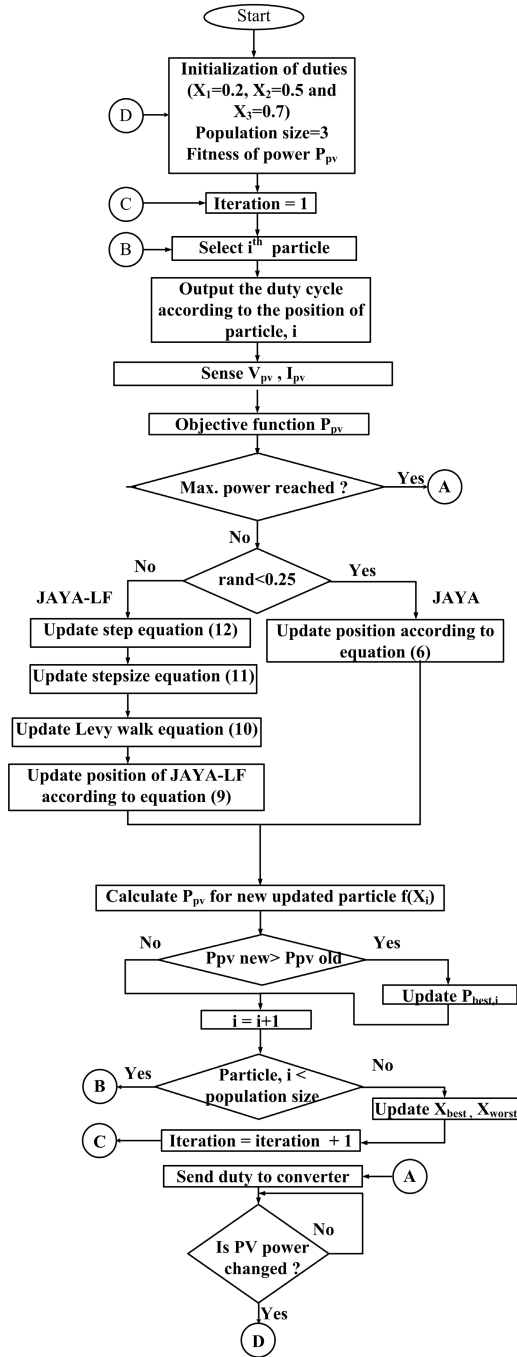 Start
Initialization of duties
(X₁=0.2, X₂=0.5 and
X₃=0.7)
Population size=3
Fitness of power Ppv
D
C
Iteration = 1
B
Select iᵗʰ particle
Output the duty cycle
according to the position of
particle, i
Sense Vpv , Ipv
Objective function Ppv
Max. power reached ?
Yes
A
No
No
rand<0.25
Yes
JAYA-LF
JAYA
Update step equation (12)
Update position according to
equation (6)
Update stepsize equation (11)
Update Levy walk equation (10)
Update position of JAYA-LF
according to equation (9)
Calculate Ppv for new updated particle f(Xi)
No
Ppv new> Ppv old
Yes
Update Pbest,i
i = i+1
B
Yes
Particle, i <
population size
No
Update Xbest , Xworst
C
Iteration = iteration + 1
Send duty to converter
A
No
Is PV power
changed ?
Yes
D